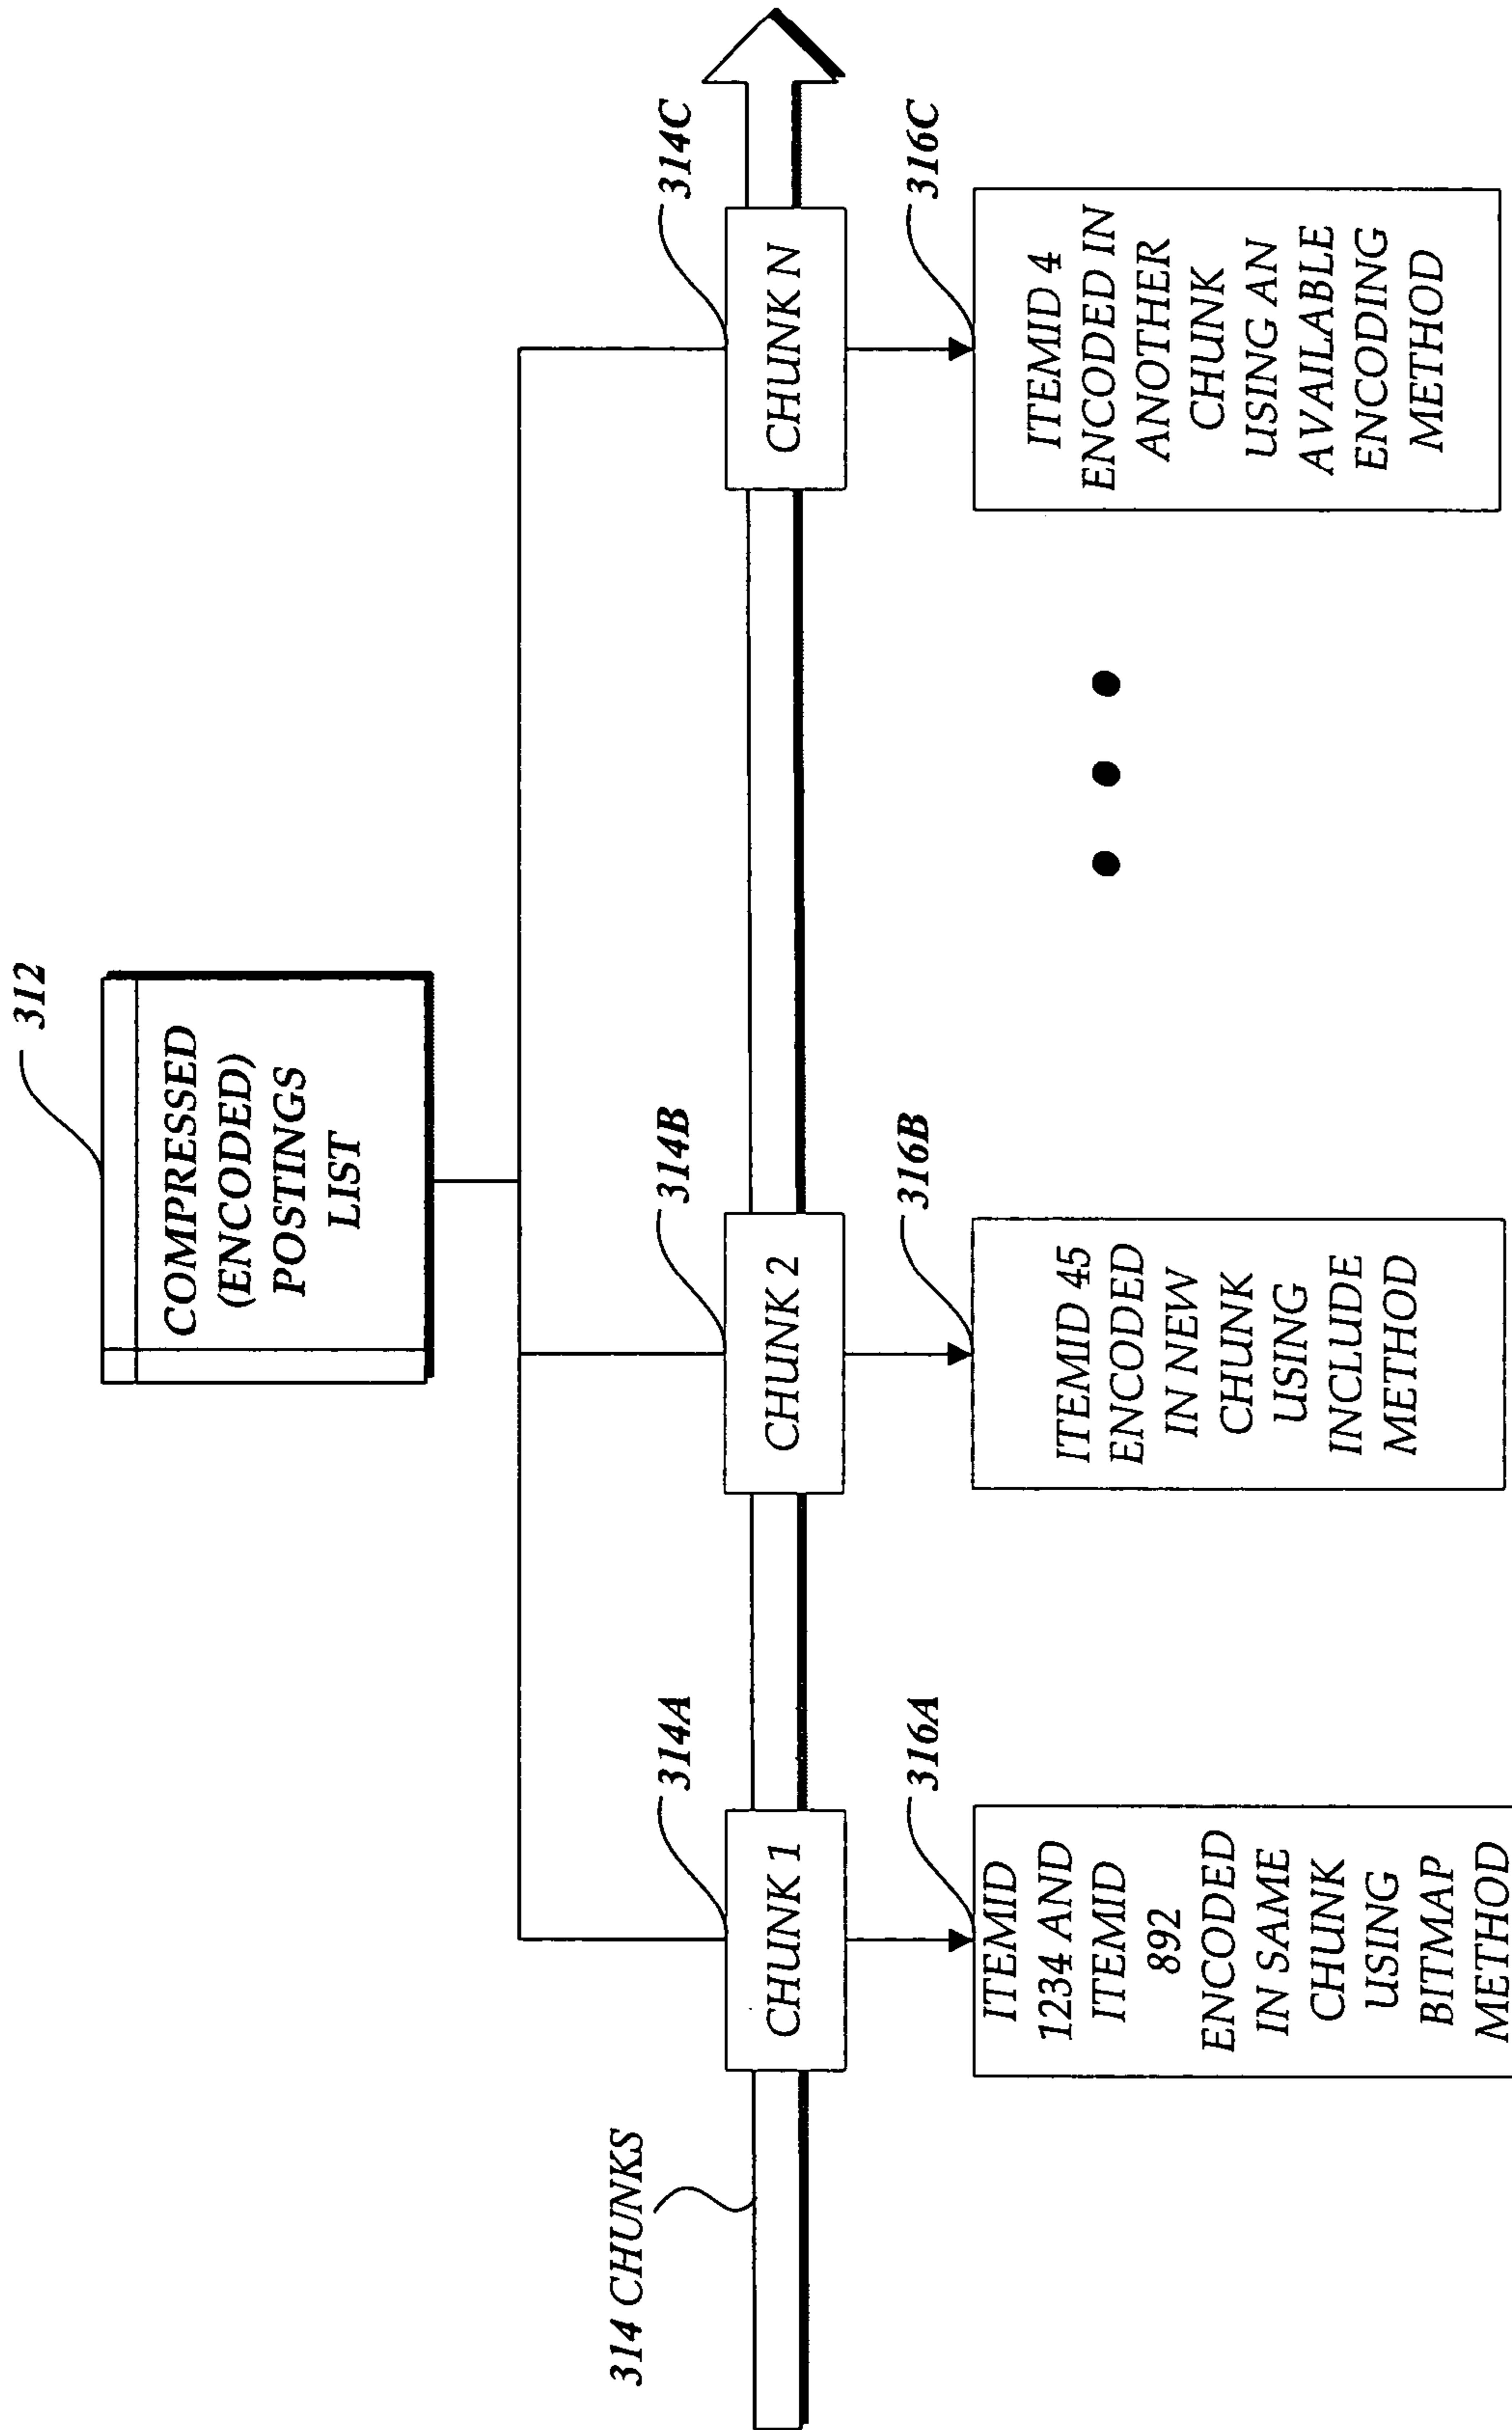 312
COMPRESSED
(ENCODED)
POSTINGS
LIST
314 CHUNKS
314A
314B
314C
CHUNK 1
CHUNK 2
CHUNK N
316A
316B
316C
ITEMID
1234 AND
ITEMID
892
ENCODED
IN SAME
CHUNK
USING
BITMAP
METHOD
ITEMID 45
ENCODED
IN NEW
CHUNK
USING
INCLUDE
METHOD
ITEMID 4
ENCODED IN
ANOTHER
CHUNK
USING AN
AVAILABLE
ENCODING
METHOD